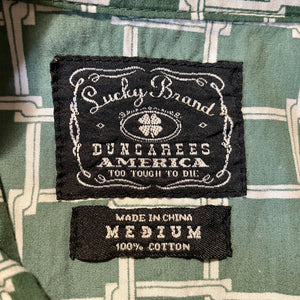 Lucky Brand
DUNGAREES
AMERICA
TOO TOUGH TO DIE
MADE IN CHINA
MEDIUM
100% COTTON